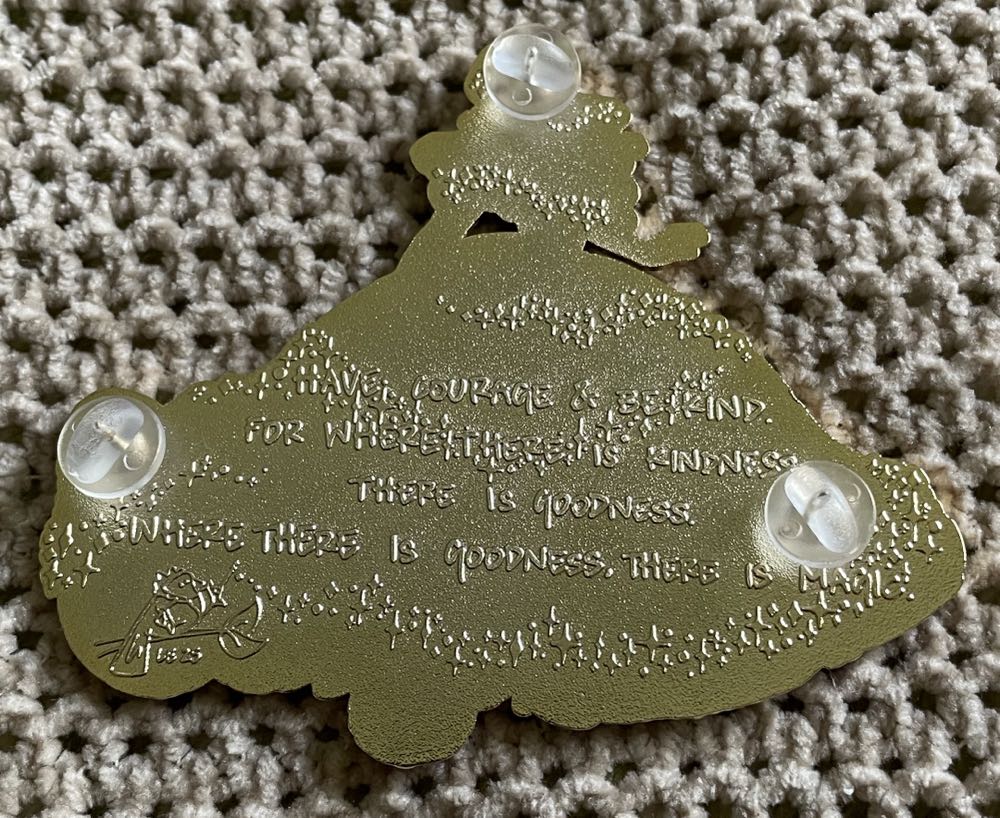 HAVE COURAGE & BE KIND.
FOR WHERE THERE IS KINDNESS
THERE IS GOODNESS.
WHERE THERE IS GOODNESS. THERE IS MAGIC.